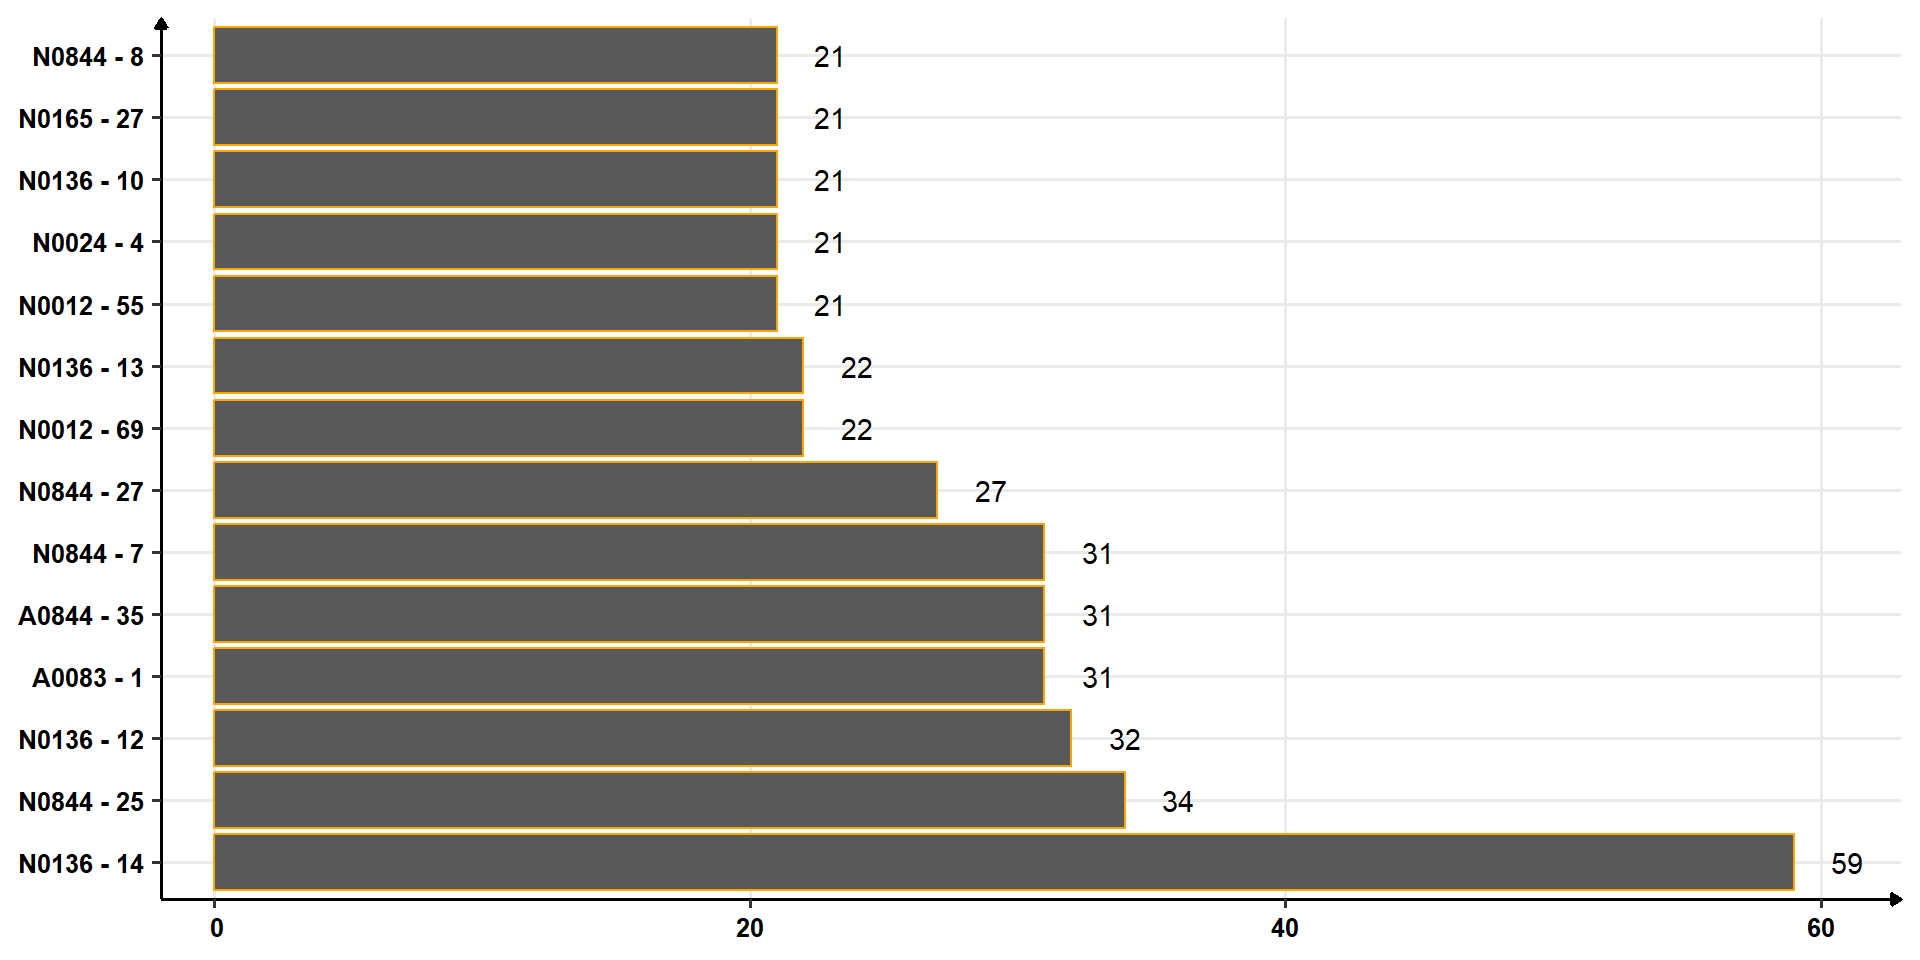 N0844 - 8 21
N0165 - 27 21
N0136 - 10 21
N0024 - 4 21
N0012 - 55 21
N0136 - 13 22
N0012 - 69 22
N0844 - 27 27
N0844 - 7 31
A0844 - 35 31
A0083 - 1 31
N0136 - 12 32
N0844 - 25 34
N0136 - 14 59
0 20 40 60